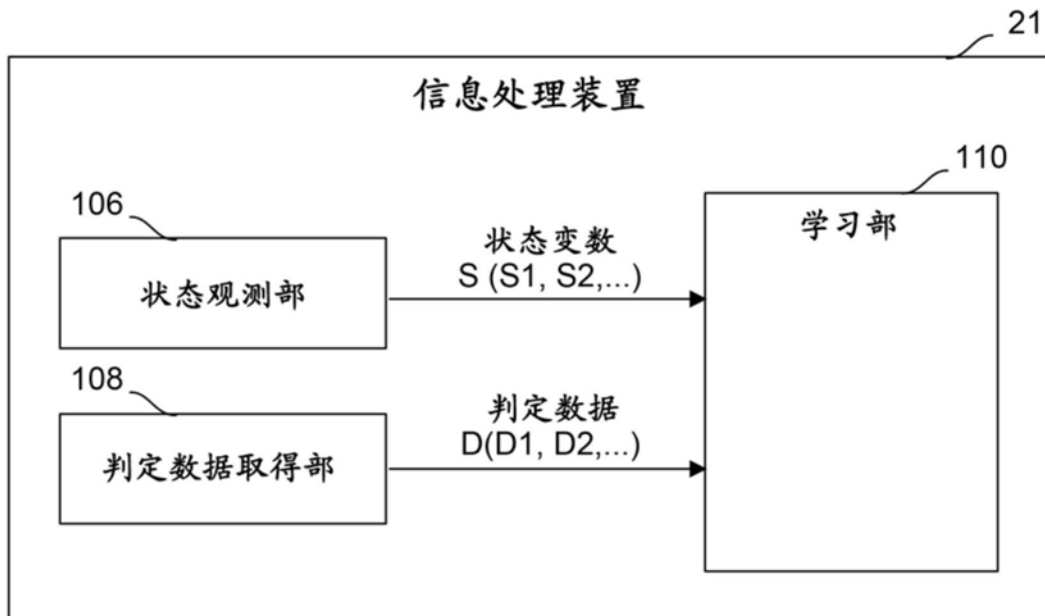 21
信息处理装置
110
学习部
106
状态观测部
状态变数
S (S1, S2,...)
108
判定数据取得部
判定数据
D(D1, D2,...)